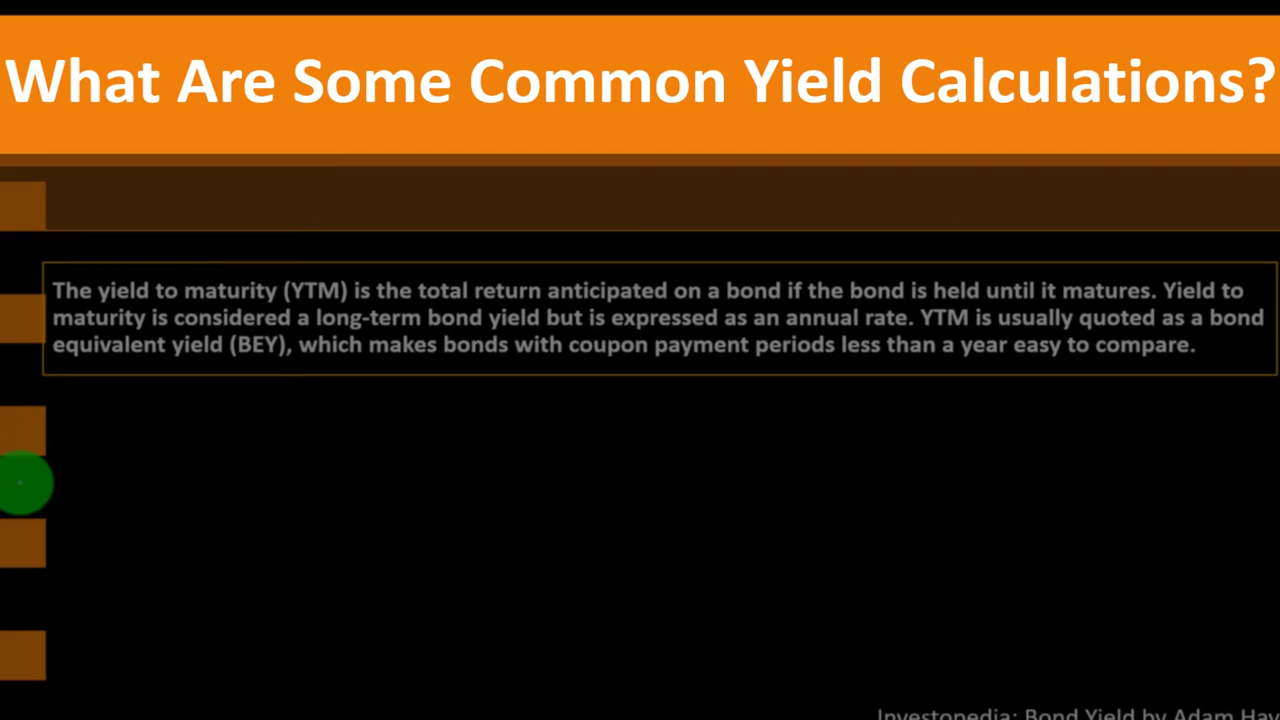 What Are Some Common Yield Calculations?
The yield to maturity (YTM) is the total return anticipated on a bond if the bond is held until it matures. Yield to
maturity is considered a long-term bond yield but is expressed as an annual rate. YTM is usually quoted as a bond
equivalent yield (BEY), which makes bonds with coupon payment periods less than a year easy to compare.
Investopedia: Bond Yield by Adam Hay